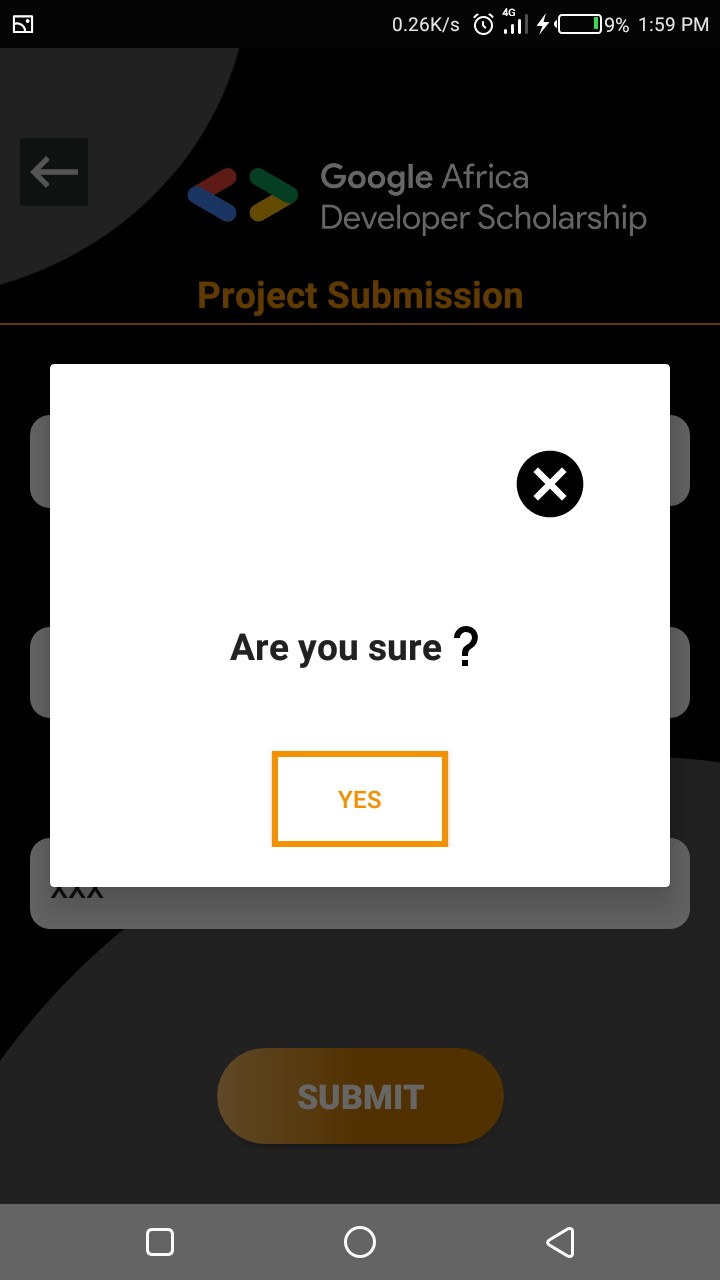 0.26K/s 4G 9% 1:59 PM
Google Africa
Developer Scholarship
Project Submission
Are you sure ?
YES
XXX
SUBMIT